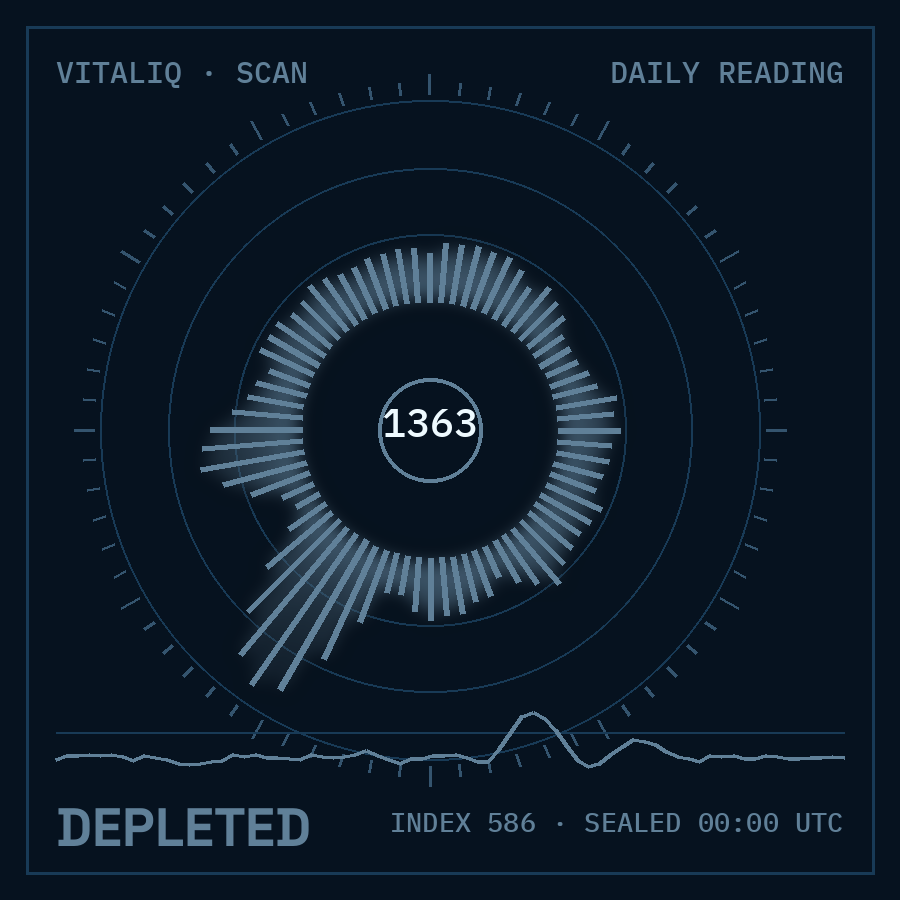 VITALIQ · SCAN
DAILY READING
1363
DEPLETED
INDEX 586 · SEALED 00:00 UTC